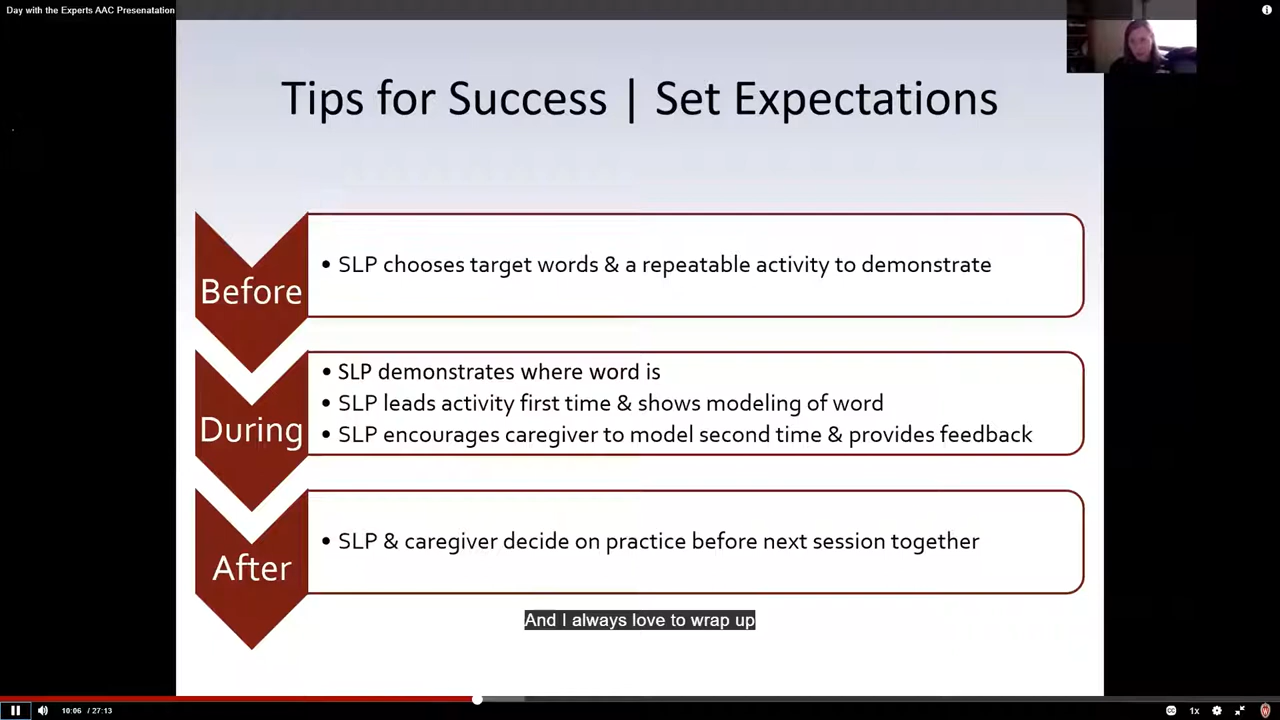 Day with the Experts AAC Presenatation
Tips for Success | Set Expectations
Before
• SLP chooses target words & a repeatable activity to demonstrate
During
• SLP demonstrates where word is
• SLP leads activity first time & shows modeling of word
• SLP encourages caregiver to model second time & provides feedback
After
• SLP & caregiver decide on practice before next session together
And I always love to wrap up
10:06 / 27:13
CC
1x
W